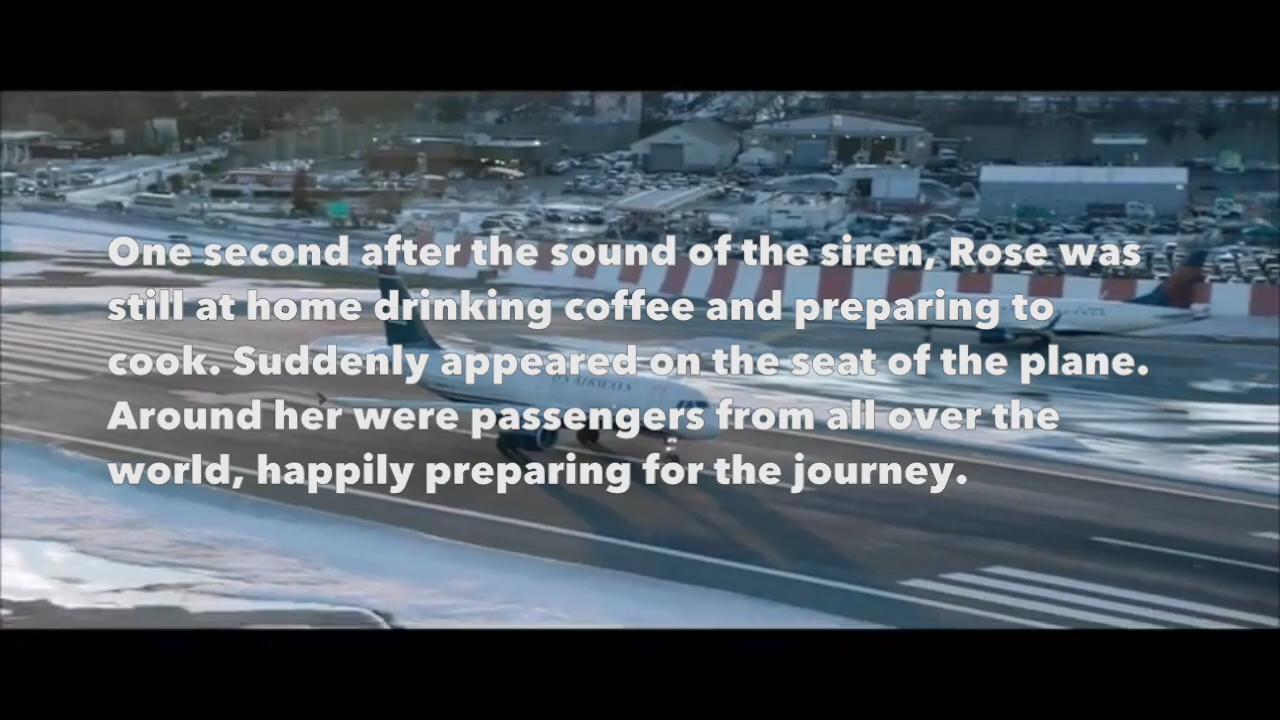 One second after the sound of the siren, Rose was
still at home drinking coffee and preparing to
cook. Suddenly appeared on the seat of the plane.
Around her were passengers from all over the
world, happily preparing for the journey.
US AIRWAYS